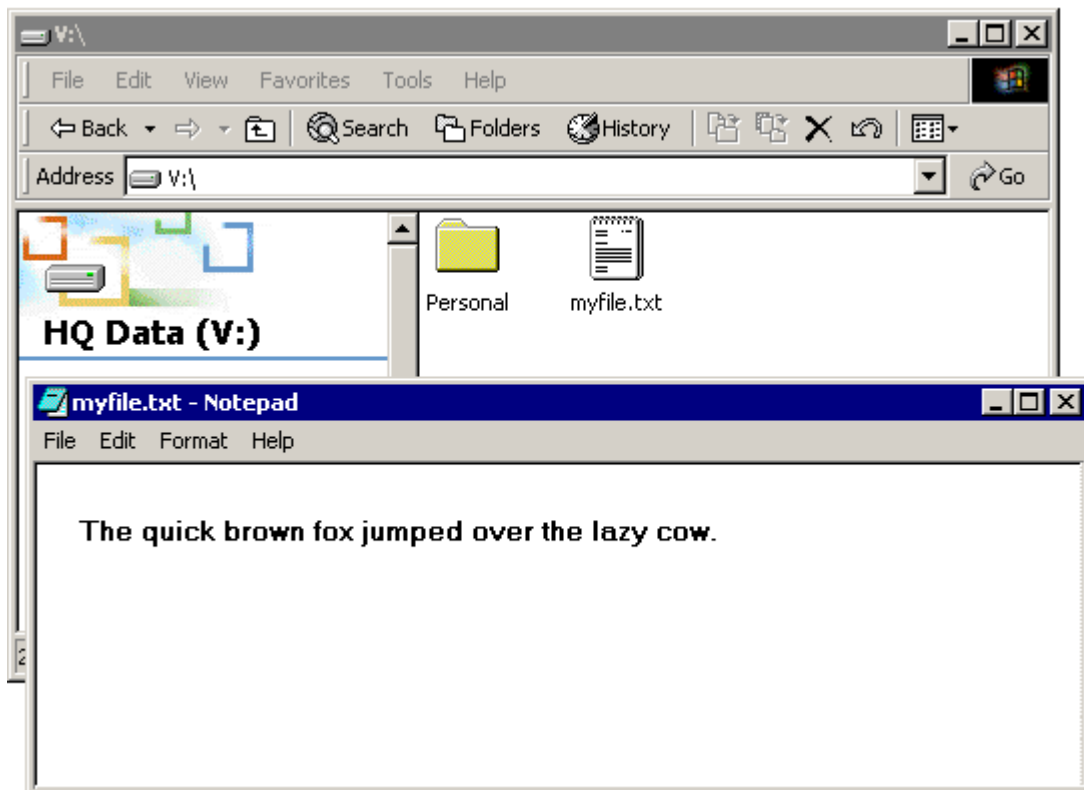 V:\
File Edit View Favorites Tools Help
Back Search Folders History
Address V:\ Go
HQ Data (V:)
Personal myfile.txt
myfile.txt - Notepad
File Edit Format Help
The quick brown fox jumped over the lazy cow.